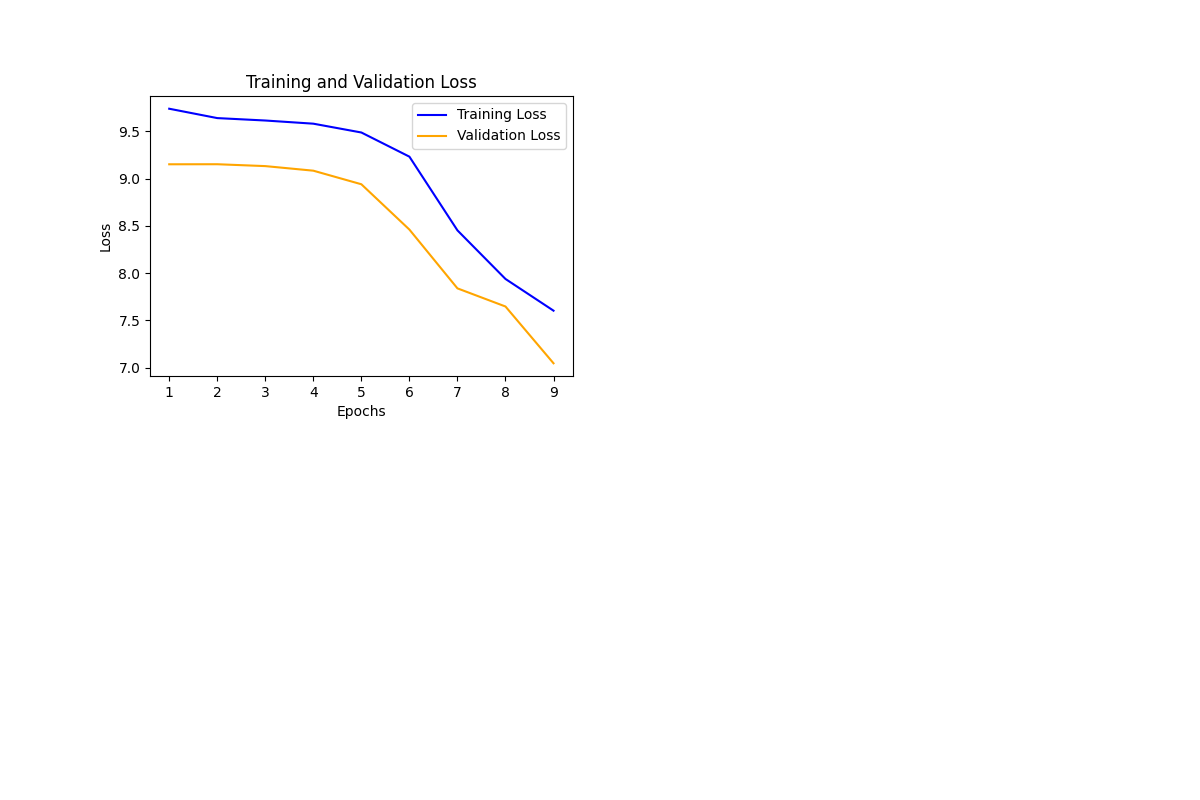 Training and Validation Loss
Training Loss
Validation Loss
9.5
9.0
8.5
8.0
7.5
7.0
Loss
1 2 3 4 5 6 7 8 9
Epochs